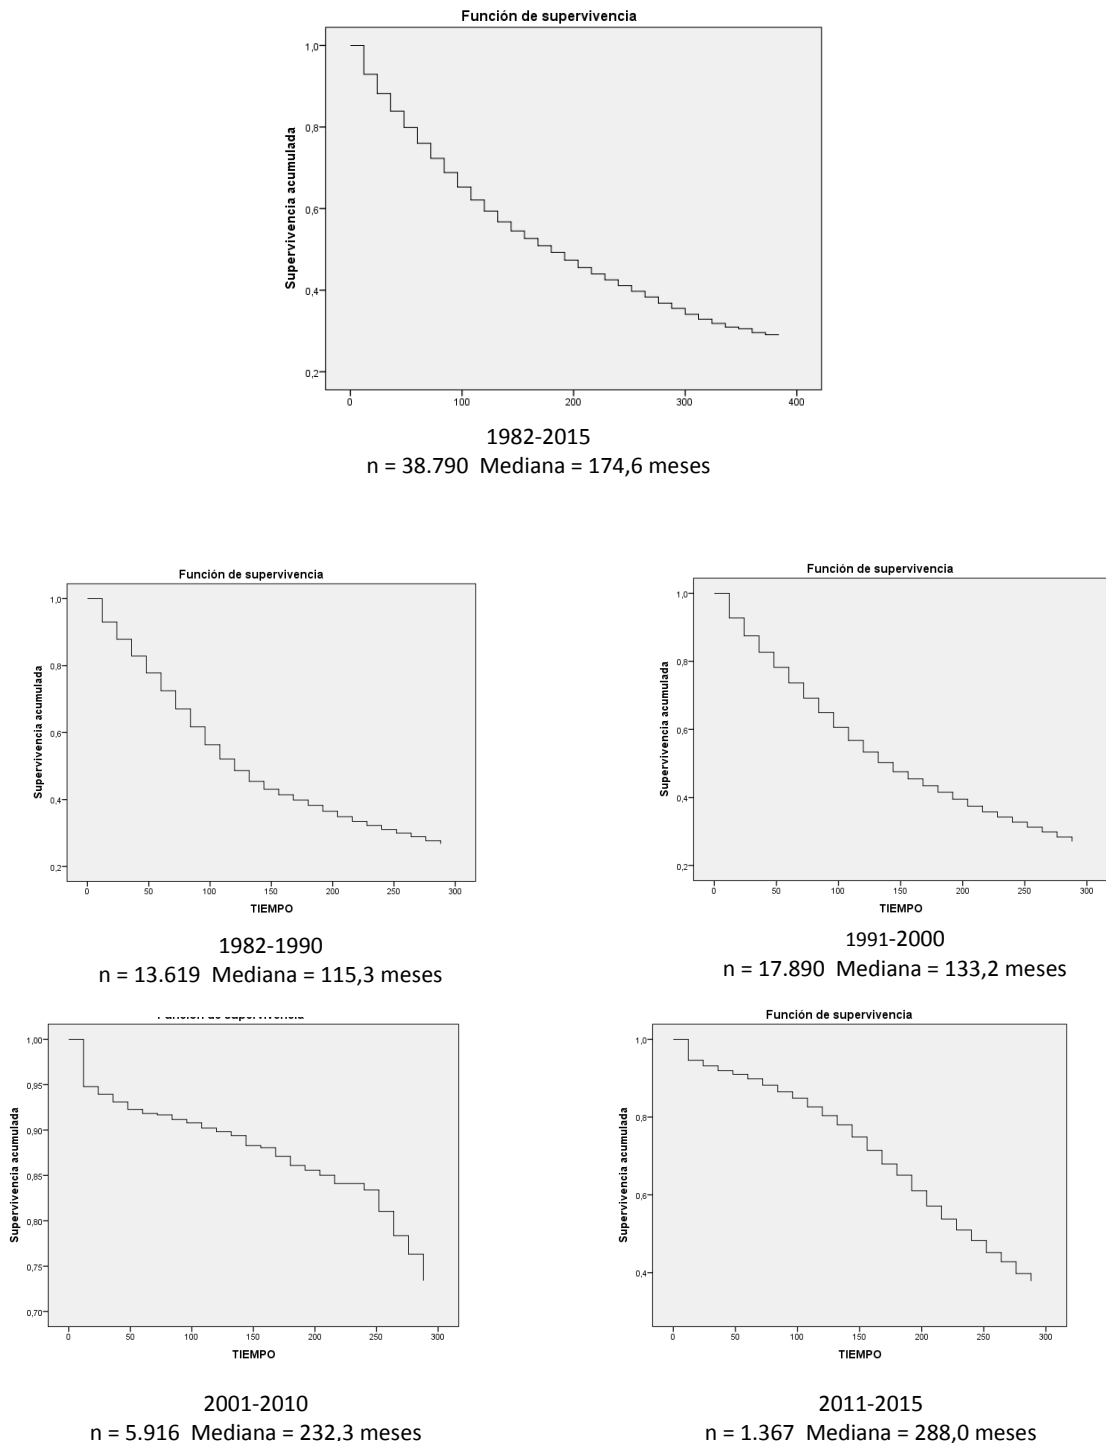 Función de supervivencia
Supervivencia acumulada
1,0
0,8
0,6
0,4
0,2
0 100 200 300 400
1982-2015
n = 38.790 Mediana = 174,6 meses
Función de supervivencia
Supervivencia acumulada
1,0
0,8
0,6
0,4
0,2
0 50 100 150 200 250 300
TIEMPO
1982-1990
n = 13.619 Mediana = 115,3 meses
Función de supervivencia
Supervivencia acumulada
1,0
0,8
0,6
0,4
0,2
0 50 100 150 200 250 300
TIEMPO
1991-2000
n = 17.890 Mediana = 133,2 meses
Función de supervivencia
Supervivencia acumulada
1,00
0,95
0,90
0,85
0,80
0,75
0,70
0 50 100 150 200 250 300
TIEMPO
2001-2010
n = 5.916 Mediana = 232,3 meses
Función de supervivencia
Supervivencia acumulada
1,0
0,8
0,6
0,4
0 50 100 150 200 250 300
TIEMPO
2011-2015
n = 1.367 Mediana = 288,0 meses